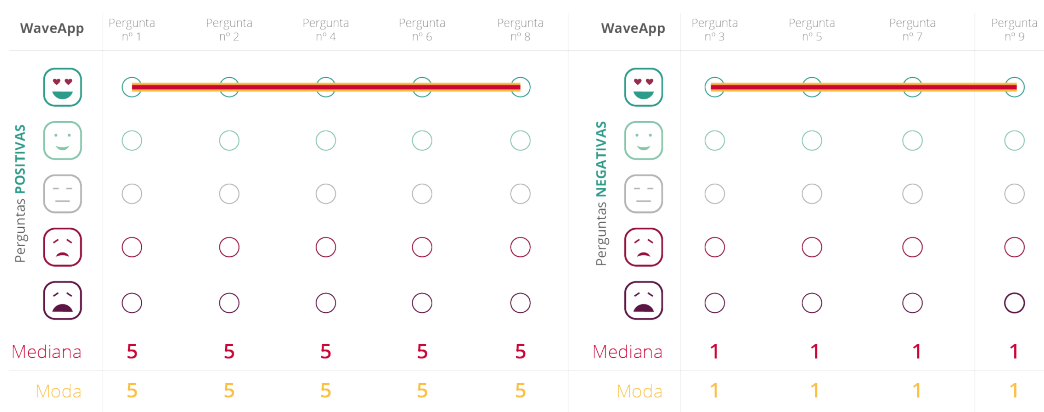 WaveApp
Pergunta nº 1
Pergunta nº 2
Pergunta nº 4
Pergunta nº 6
Pergunta nº 8
Perguntas POSITIVAS
Mediana 5 5 5 5 5
Moda 5 5 5 5 5
WaveApp
Pergunta nº 3
Pergunta nº 5
Pergunta nº 7
Pergunta nº 9
Perguntas NEGATIVAS
Mediana 1 1 1 1
Moda 1 1 1 1